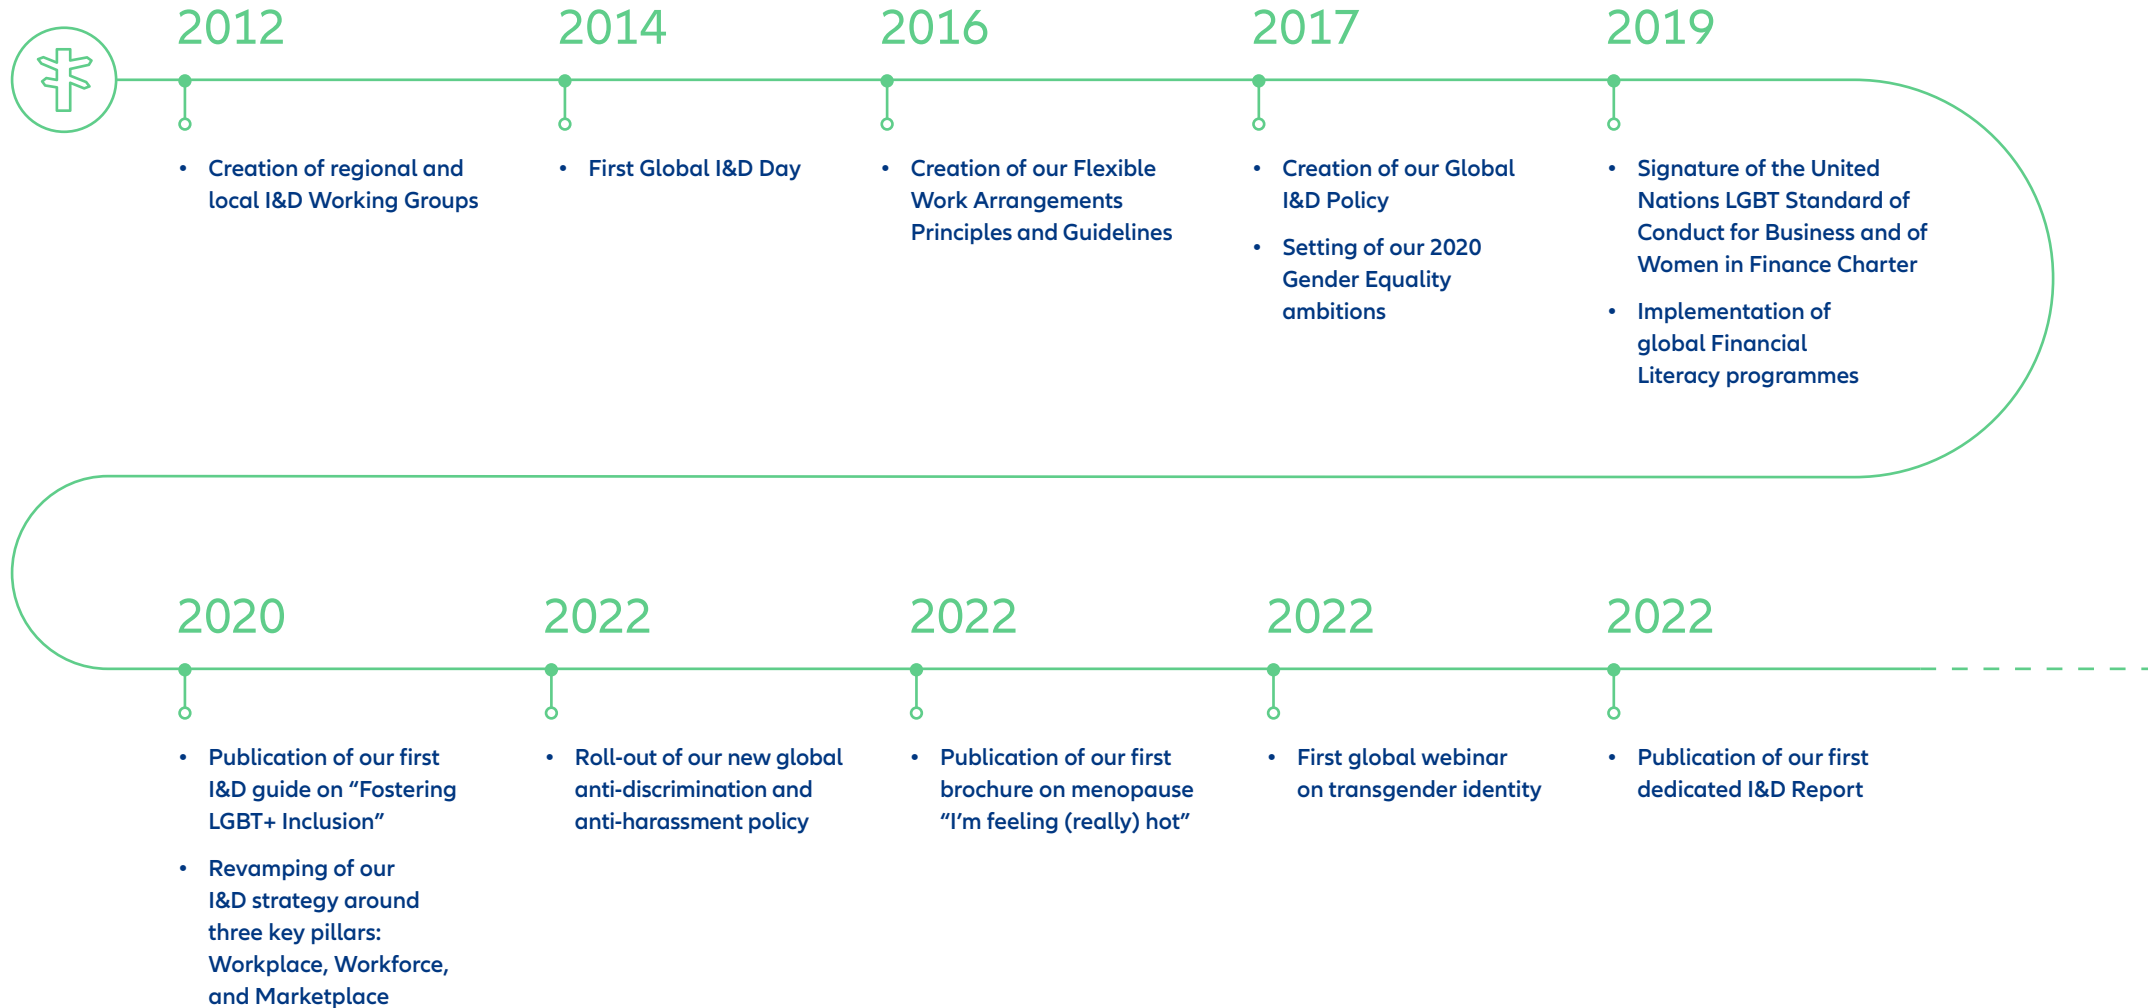 2012
• Creation of regional and
local I&D Working Groups
2014
• First Global I&D Day
2016
• Creation of our Flexible
Work Arrangements
Principles and Guidelines
2017
• Creation of our Global
I&D Policy
• Setting of our 2020
Gender Equality
ambitions
2019
• Signature of the United
Nations LGBT Standard of
Conduct for Business and of
Women in Finance Charter
• Implementation of
global Financial
Literacy programmes
2020
• Publication of our first
I&D guide on “Fostering
LGBT+ Inclusion”
• Revamping of our
I&D strategy around
three key pillars:
Workplace, Workforce,
and Marketplace
2022
• Roll-out of our new global
anti-discrimination and
anti-harassment policy
2022
• Publication of our first
brochure on menopause
“I’m feeling (really) hot”
2022
• First global webinar
on transgender identity
2022
• Publication of our first
dedicated I&D Report